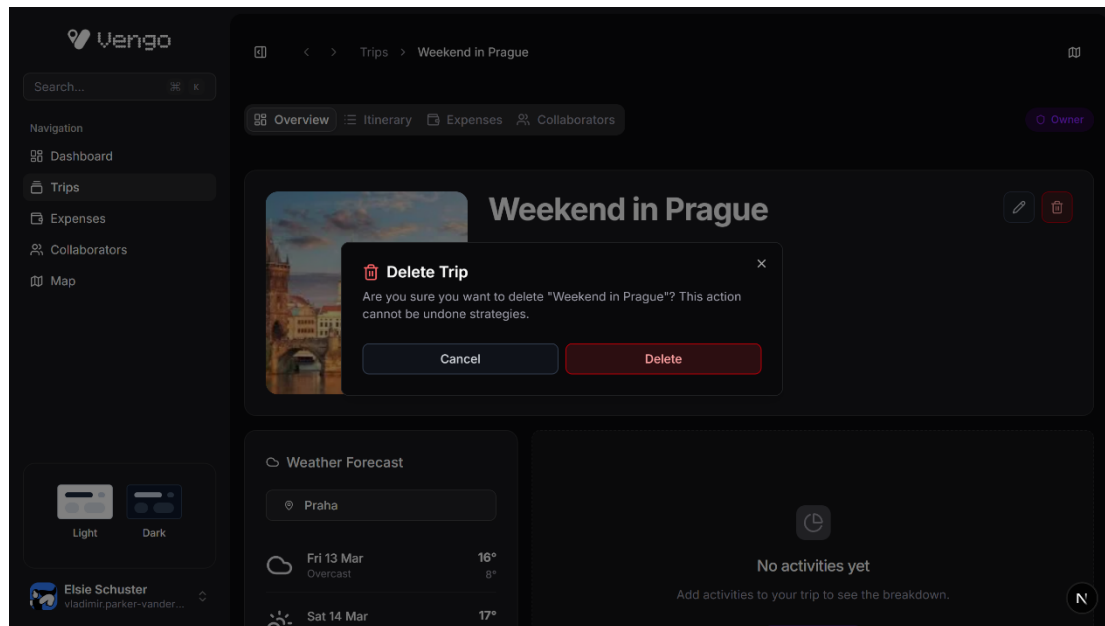 Vengo
Search... ⌘ K
Navigation
Dashboard
Trips
Expenses
Collaborators
Map
Light Dark
Elsie Schuster
vladimir.parker-vander...
Trips > Weekend in Prague
Overview Itinerary Expenses Collaborators
Owner
Weekend in Prague
Delete Trip
Are you sure you want to delete "Weekend in Prague"? This action
cannot be undone strategies.
Cancel Delete
Weather Forecast
Praha
Fri 13 Mar 16°
Overcast 8°
Sat 14 Mar 17°
No activities yet
Add activities to your trip to see the breakdown.
N